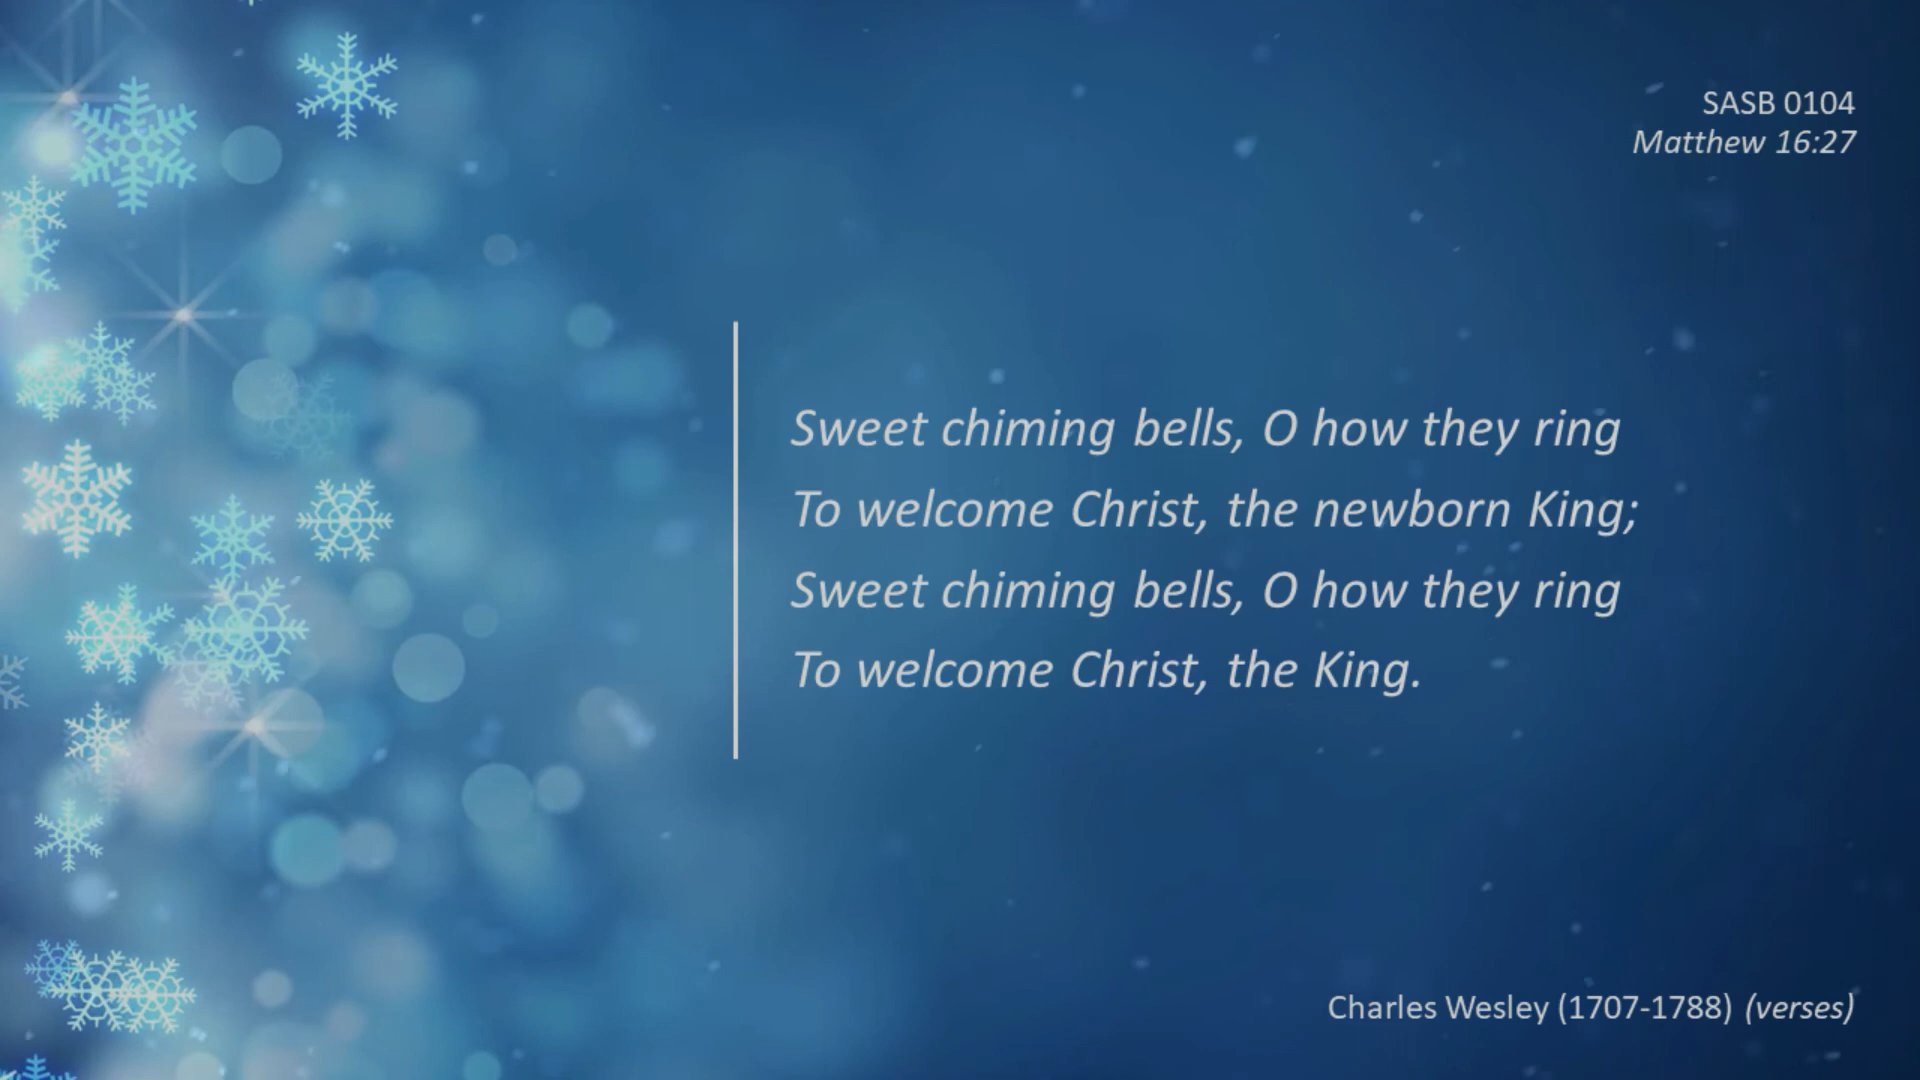 SASB 0104
Matthew 16:27
Sweet chiming bells, O how they ring
To welcome Christ, the newborn King;
Sweet chiming bells, O how they ring
To welcome Christ, the King.
Charles Wesley (1707-1788) (verses)